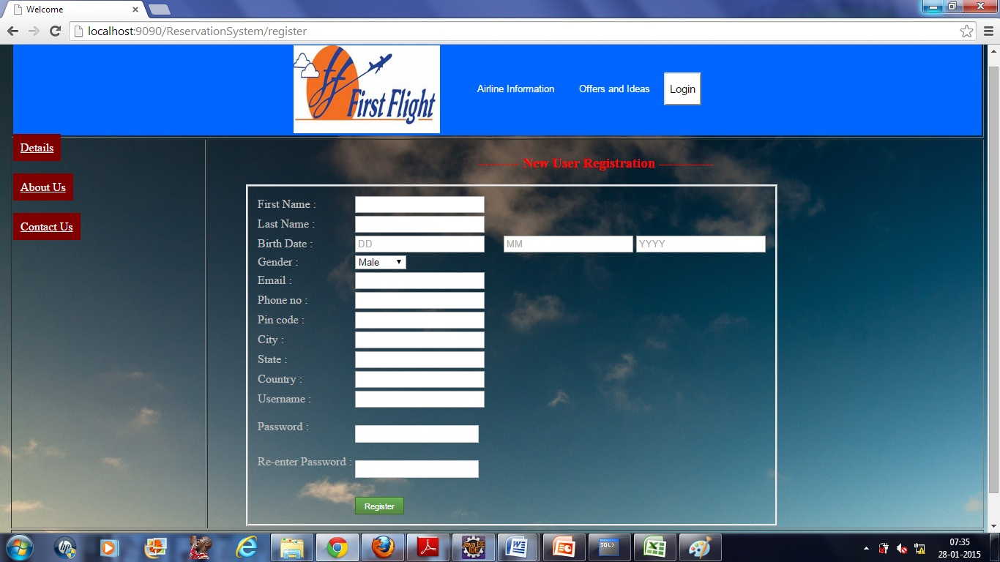 Welcome
localhost:9090/ReservationSystem/register
First Flight
Airline Information
Offers and Ideas
Login
Details
About Us
Contact Us
----------- New User Registration ---------------
First Name :
Last Name :
Birth Date : DD MM YYYY
Gender : Male
Email :
Phone no :
Pin code :
City :
State :
Country :
Username :
Password :
Re-enter Password :
Register
hp
Java EE
IDE
SQL>
07:35
28-01-2015